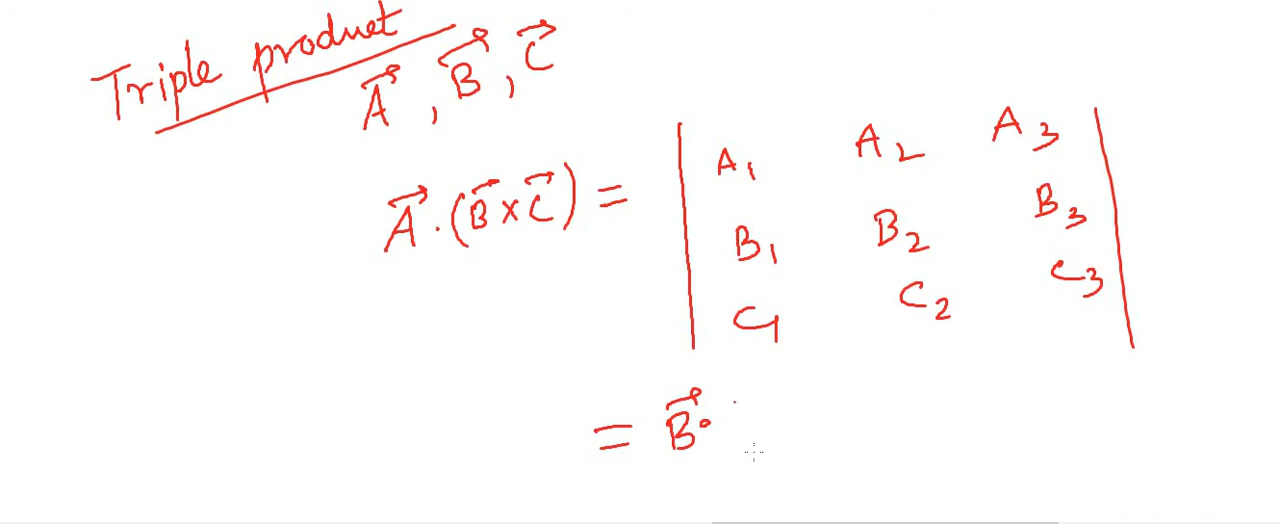 Triple product
A⃗, B⃗, C⃗
A⃗ · (B⃗ × C⃗) = | A₁ A₂ A₃ |
| B₁ B₂ B₃ |
| C₁ C₂ C₃ |
= B⃗ ·